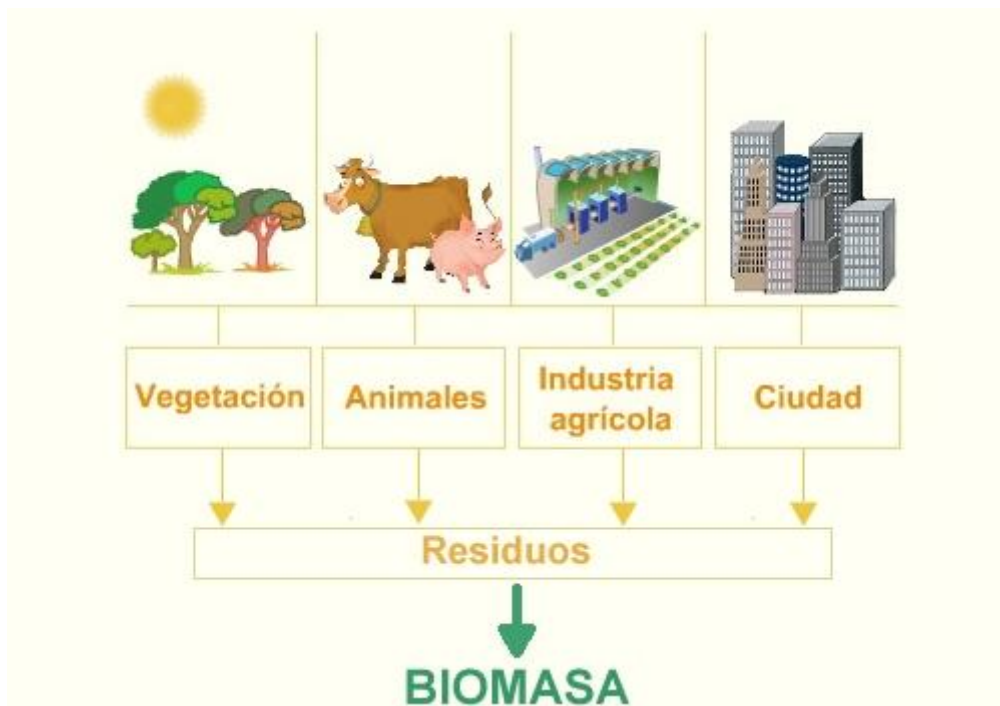 Vegetación
Animales
Industria
agrícola
Ciudad
Residuos
BIOMASA